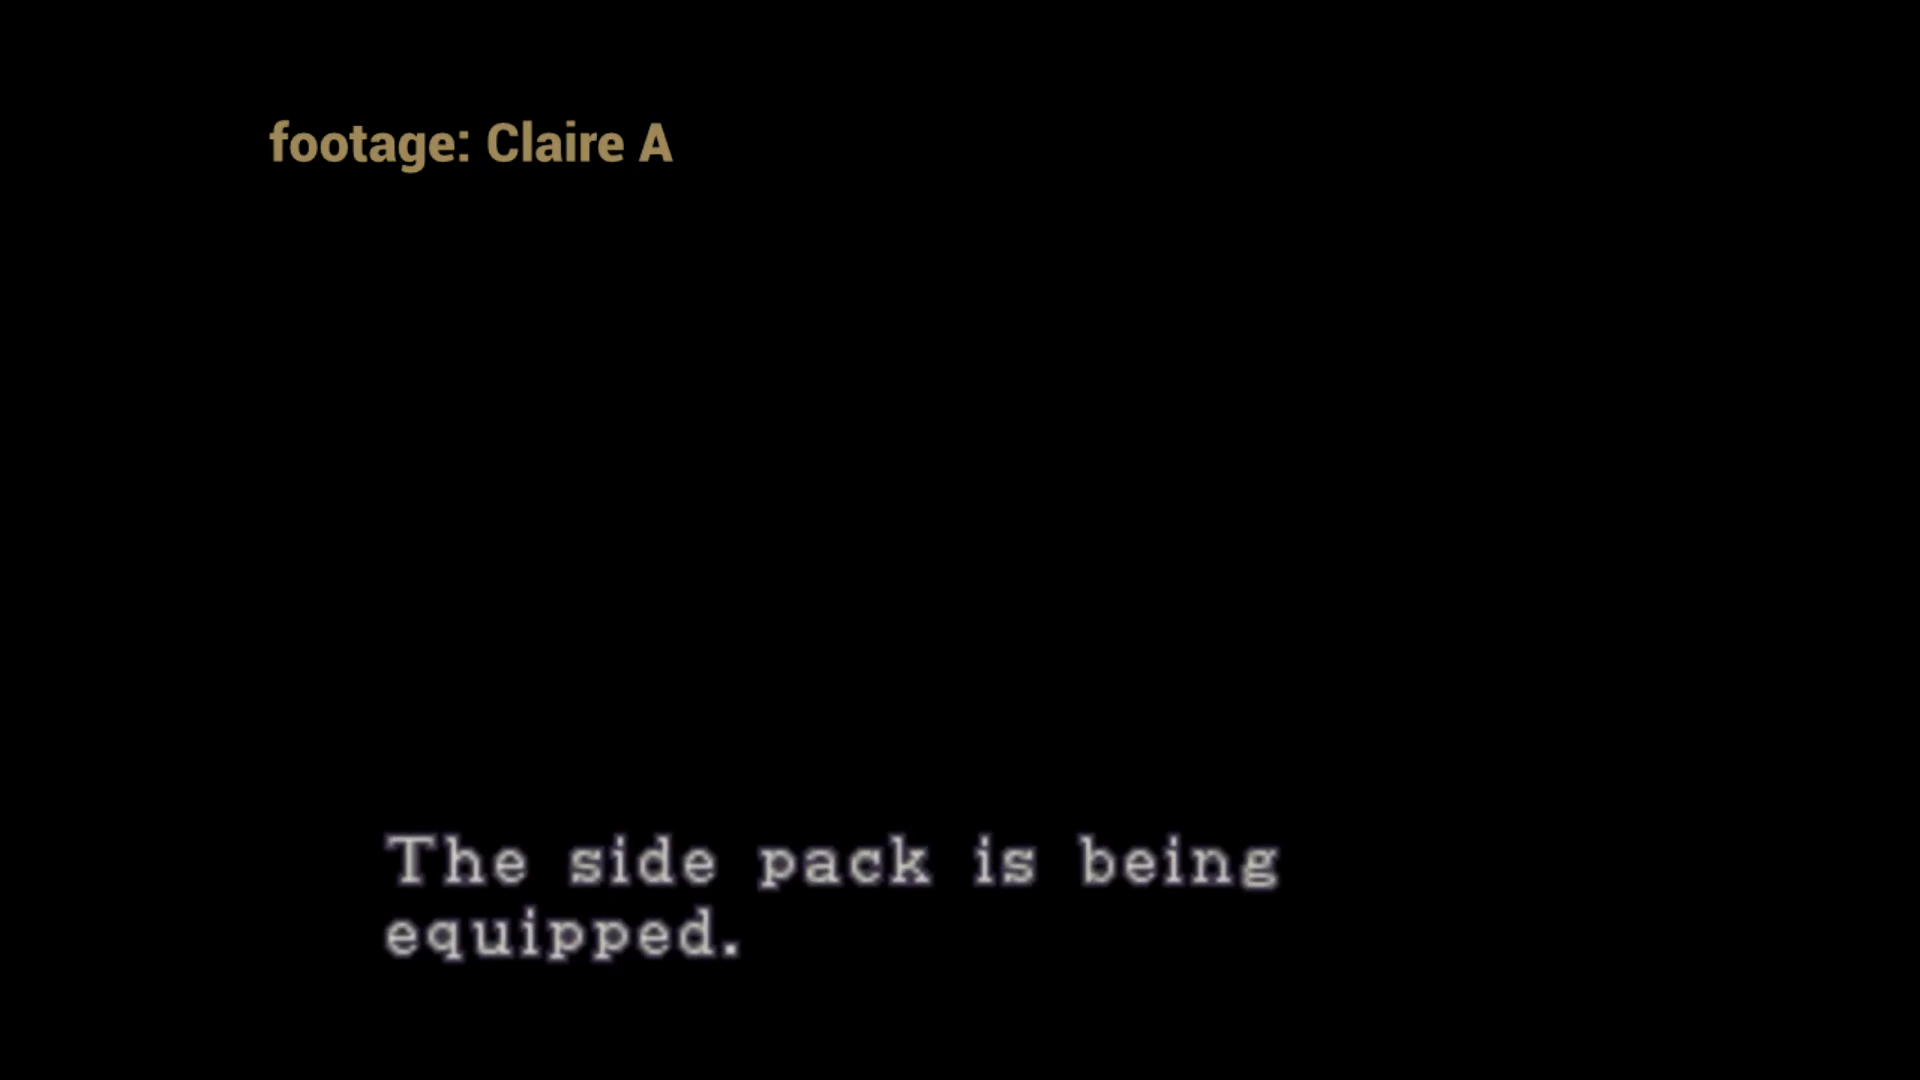 footage: Claire A
The side pack is being
equipped.